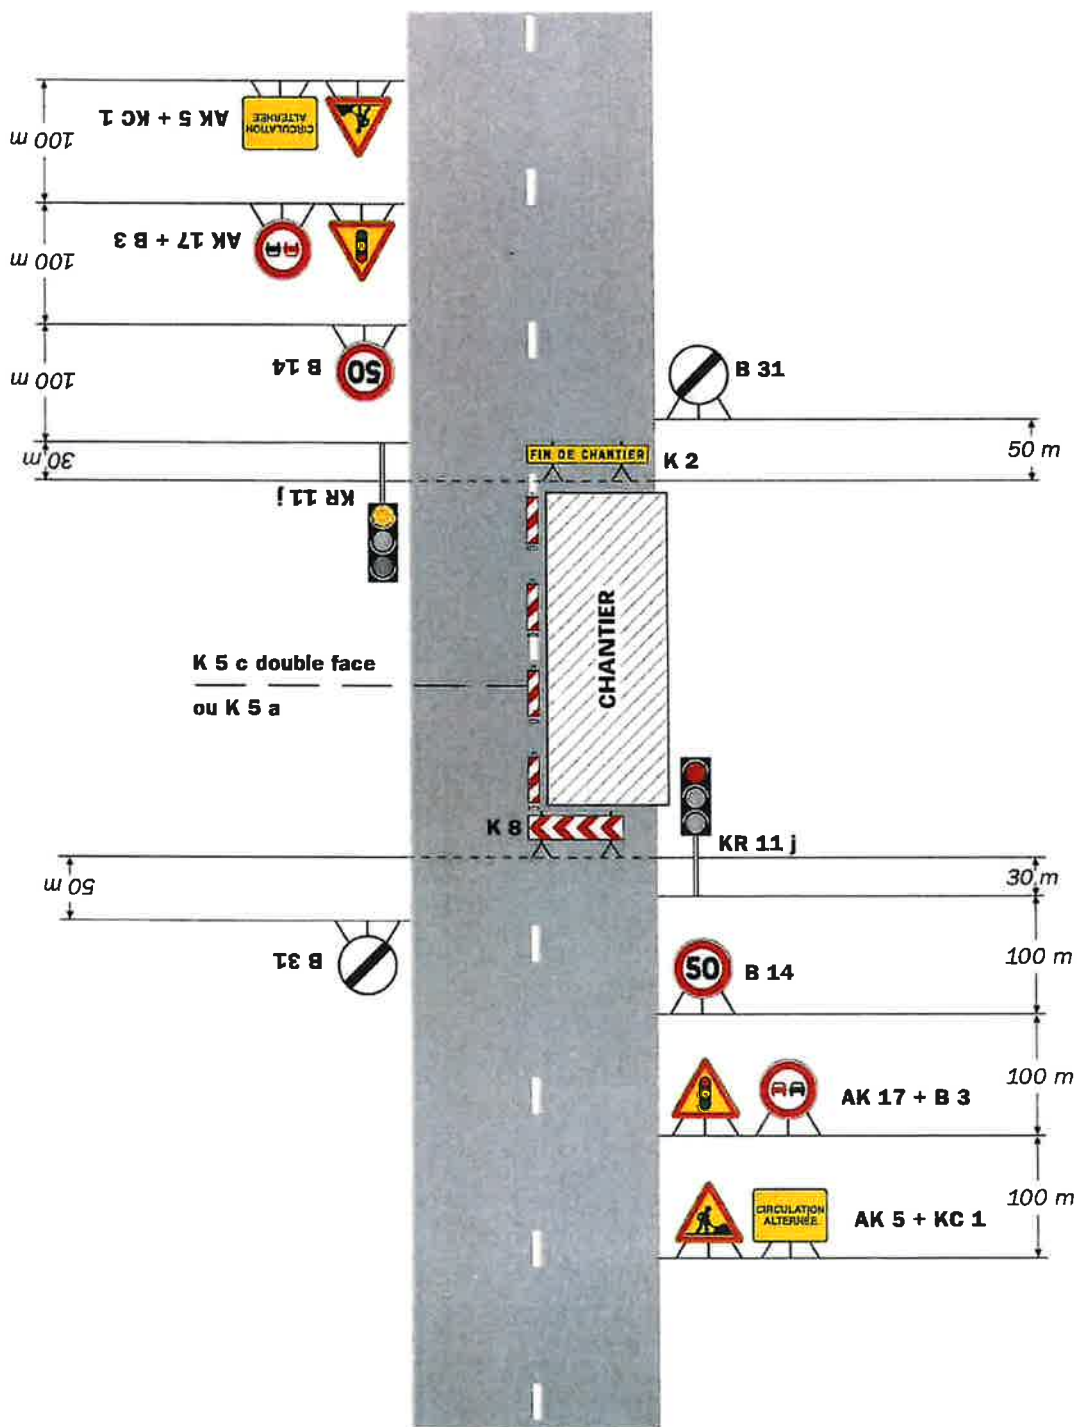 100 m
AK 5 + KC 1
CIRCULATION
ALTERNÉE
100 m
AK 17 + B 3
100 m
B 14
50
30 m
KR 11 j
B 31
50 m
FIN DE CHANTIER
K 2
CHANTIER
K 5 c double face
ou K 5 a
K 8
KR 11 j
30 m
50 m
B 31
50
B 14
100 m
AK 17 + B 3
100 m
CIRCULATION
ALTERNÉE
AK 5 + KC 1
100 m